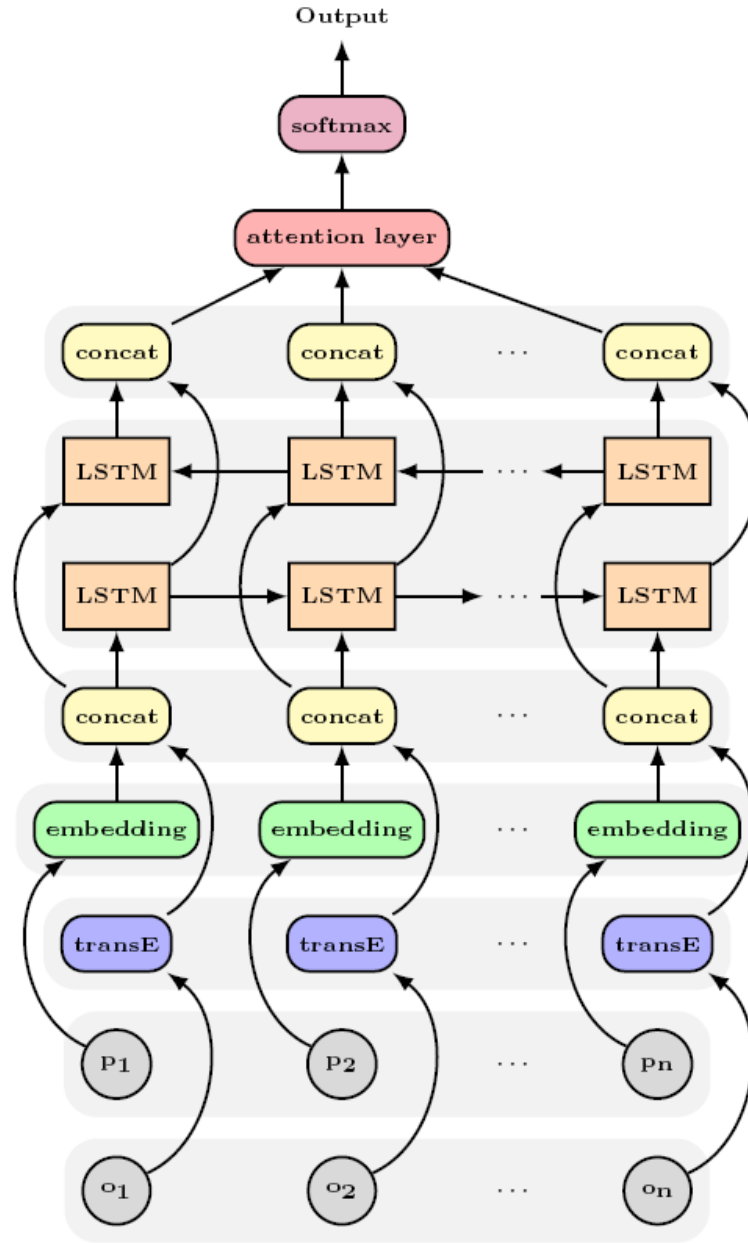 Output
softmax
attention layer
concat concat ... concat
LSTM LSTM ... LSTM
LSTM LSTM ... LSTM
concat concat ... concat
embedding embedding ... embedding
transE transE ... transE
p1 p2 ... pn
o1 o2 ... on